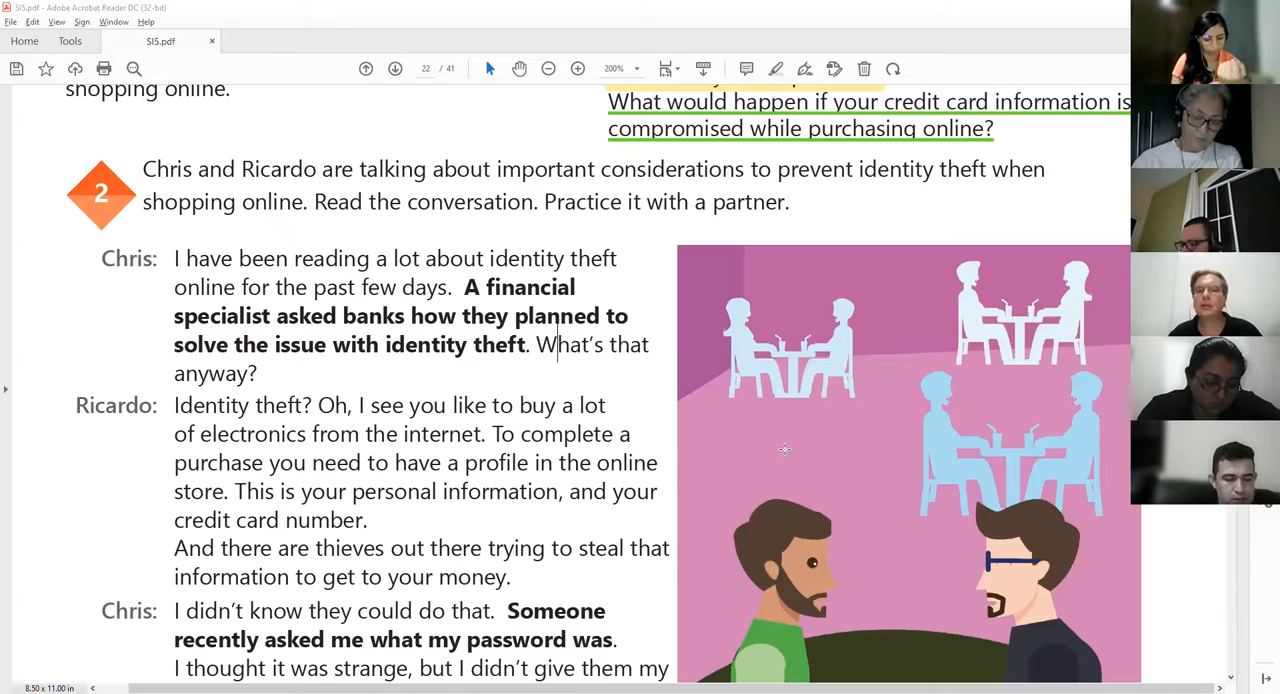 SI5.pdf - Adobe Acrobat Reader DC (32-bit)
File Edit View Sign Window Help
Home Tools SI5.pdf ×
22 / 41 200%
shopping online.
What would happen if your credit card information is
compromised while purchasing online?
2
Chris and Ricardo are talking about important considerations to prevent identity theft when
shopping online. Read the conversation. Practice it with a partner.
Chris: I have been reading a lot about identity theft
online for the past few days. A financial
specialist asked banks how they planned to
solve the issue with identity theft. What's that
anyway?
Ricardo: Identity theft? Oh, I see you like to buy a lot
of electronics from the internet. To complete a
purchase you need to have a profile in the online
store. This is your personal information, and your
credit card number.
And there are thieves out there trying to steal that
information to get to your money.
Chris: I didn't know they could do that. Someone
recently asked me what my password was.
I thought it was strange, but I didn't give them my
8.50 x 11.00 in